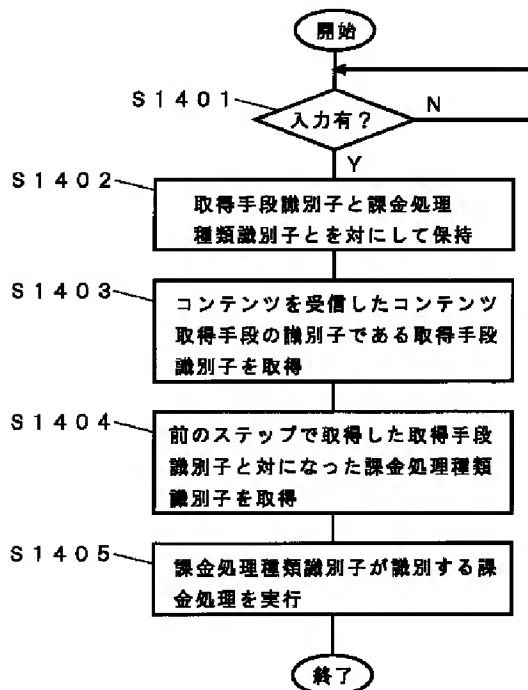 開始
S1401
入力有?
N
Y
S1402
取得手段識別子と課金処理
種類識別子とを対にして保持
S1403
コンテンツを受信したコンテンツ
取得手段の識別子である取得手段
識別子を取得
S1404
前のステップで取得した取得手段
識別子と対になった課金処理種類
識別子を取得
S1405
課金処理種類識別子が識別する課
金処理を実行
終了